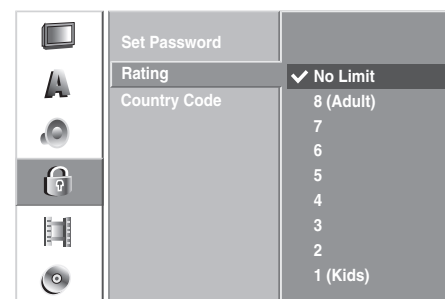 Set Password
Rating
Country Code
✔ No Limit
8 (Adult)
7
6
5
4
3
2
1 (Kids)